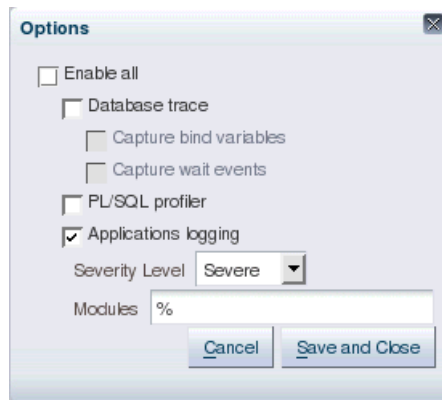 Options
Enable all
Database trace
Capture bind variables
Capture wait events
PL/SQL profiler
Applications logging
Severity Level Severe
Modules %
Cancel Save and Close